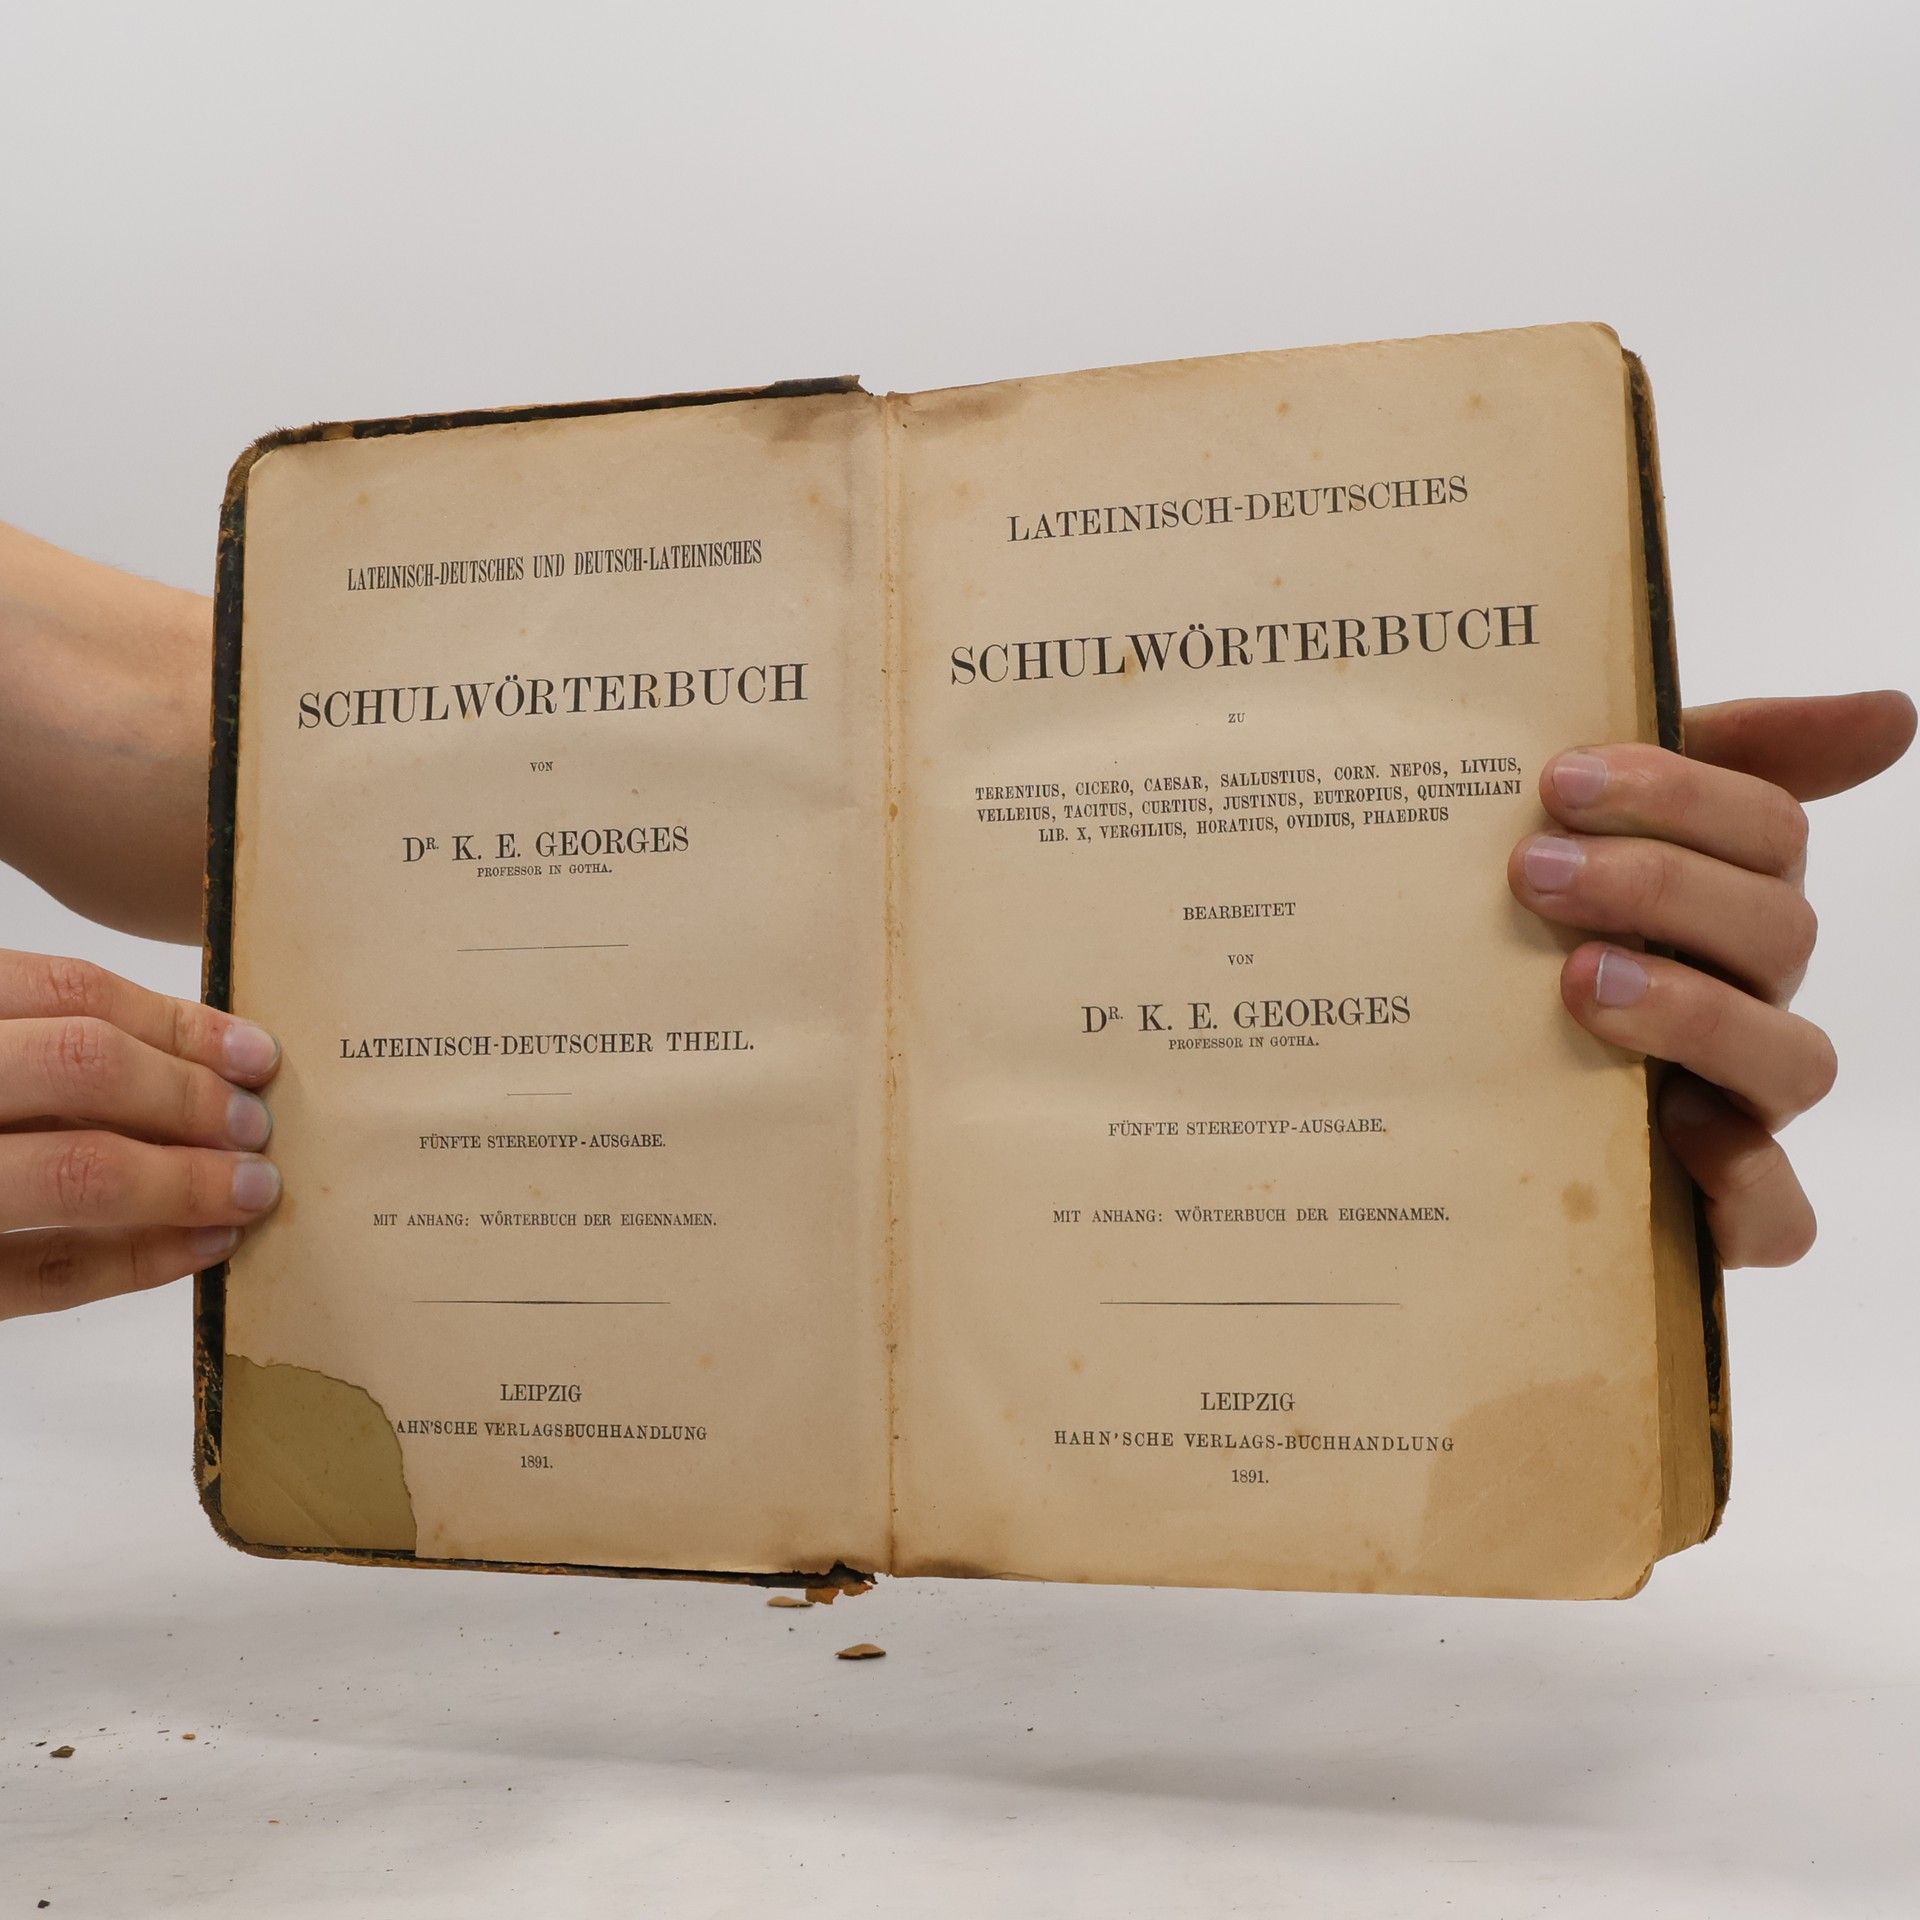 LATEINISCH-DEUTSCHES UND DEUTSCH-LATEINISCHES
SCHULWÖRTERBUCH
VON
DR. K. E. GEORGES
PROFESSOR IN GOTHA.
LATEINISCH-DEUTSCHER THEIL.
FÜNFTE STEREOTYP-AUSGABE.
MIT ANHANG: WÖRTERBUCH DER EIGENNAMEN.
LEIPZIG
AHN'SCHE VERLAGSBUCHHANDLUNG
1891.
LATEINISCH-DEUTSCHES
SCHULWÖRTERBUCH
ZU
TERENTIUS, CICERO, CAESAR, SALLUSTIUS, CORN. NEPOS, LIVIUS,
VELLEIUS, TACITUS, CURTIUS, JUSTINUS, EUTROPIUS, QUINTILIANI
LIB. X, VERGILIUS, HORATIUS, OVIDIUS, PHAEDRUS
BEARBEITET
VON
DR. K. E. GEORGES
PROFESSOR IN GOTHA.
FÜNFTE STEREOTYP-AUSGABE.
MIT ANHANG: WÖRTERBUCH DER EIGENNAMEN.
LEIPZIG
HAHN'SCHE VERLAGS-BUCHHANDLUNG
1891.